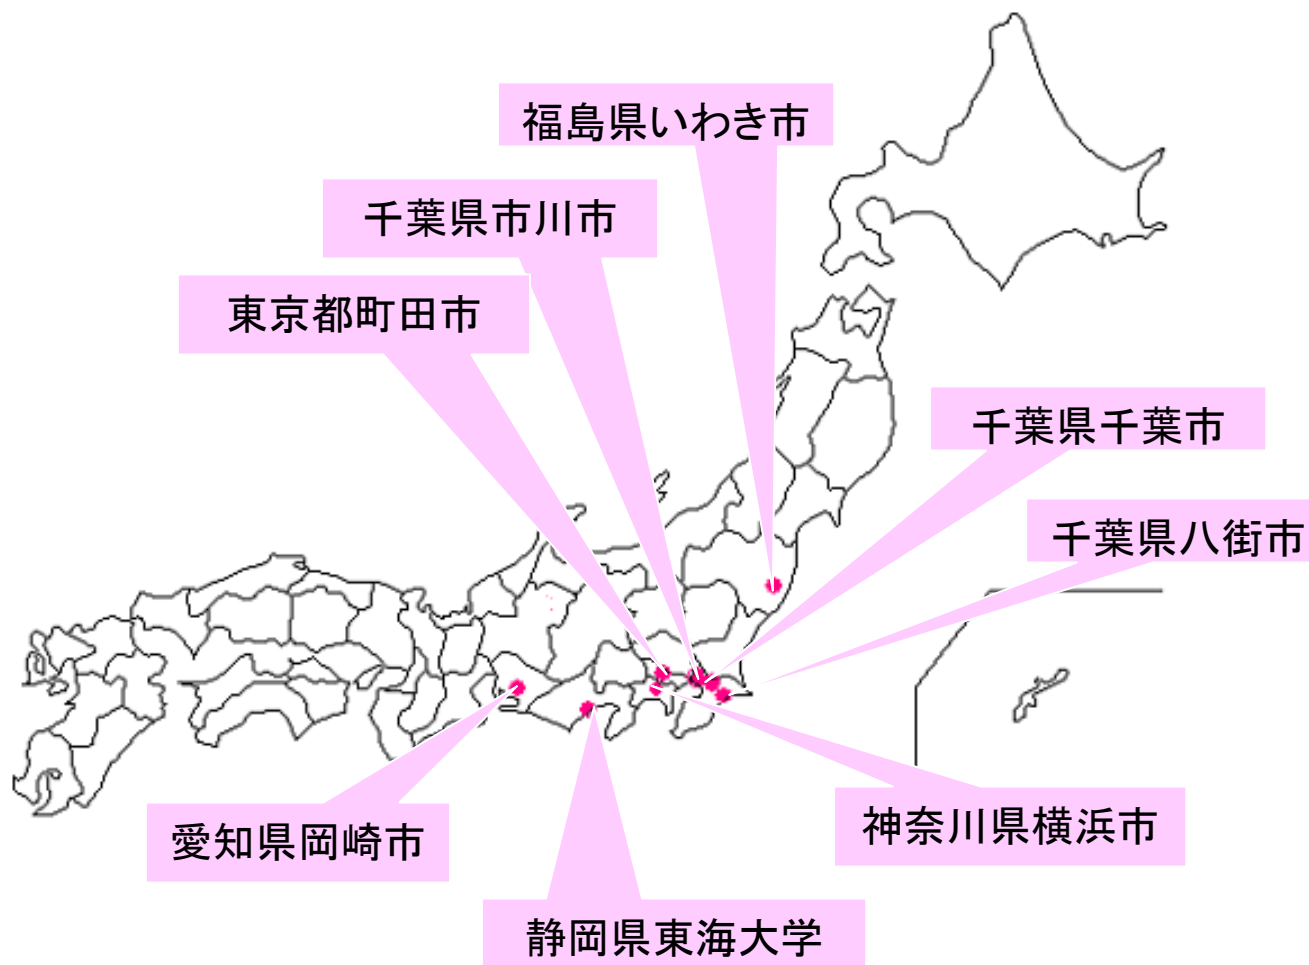 福島県いわき市
千葉県市川市
東京都町田市
千葉県千葉市
千葉県八街市
神奈川県横浜市
愛知県岡崎市
静岡県東海大学